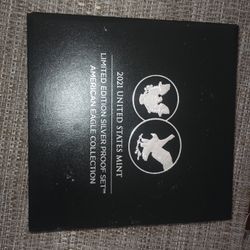 2021 UNITED STATES MINT
LIMITED EDITION SILVER PROOF SET™
AMERICAN EAGLE COLLECTION